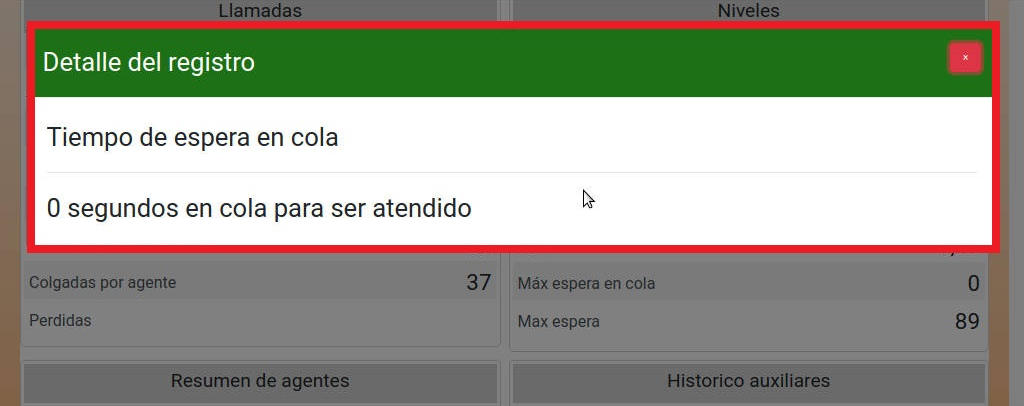 Llamadas
Niveles
Detalle del registro
×
Tiempo de espera en cola
0 segundos en cola para ser atendido
Colgadas por agente 37
Máx espera en cola 0
Perdidas
Max espera 89
Resumen de agentes
Historico auxiliares